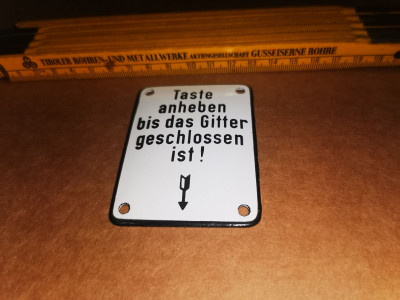 TIROLER RÖHREN- UND METALLWERKE AKTIENGESELLSCHAFT GUSSEISERNE ROHRE
Taste
anheben
bis das Gitter
geschlossen
ist!